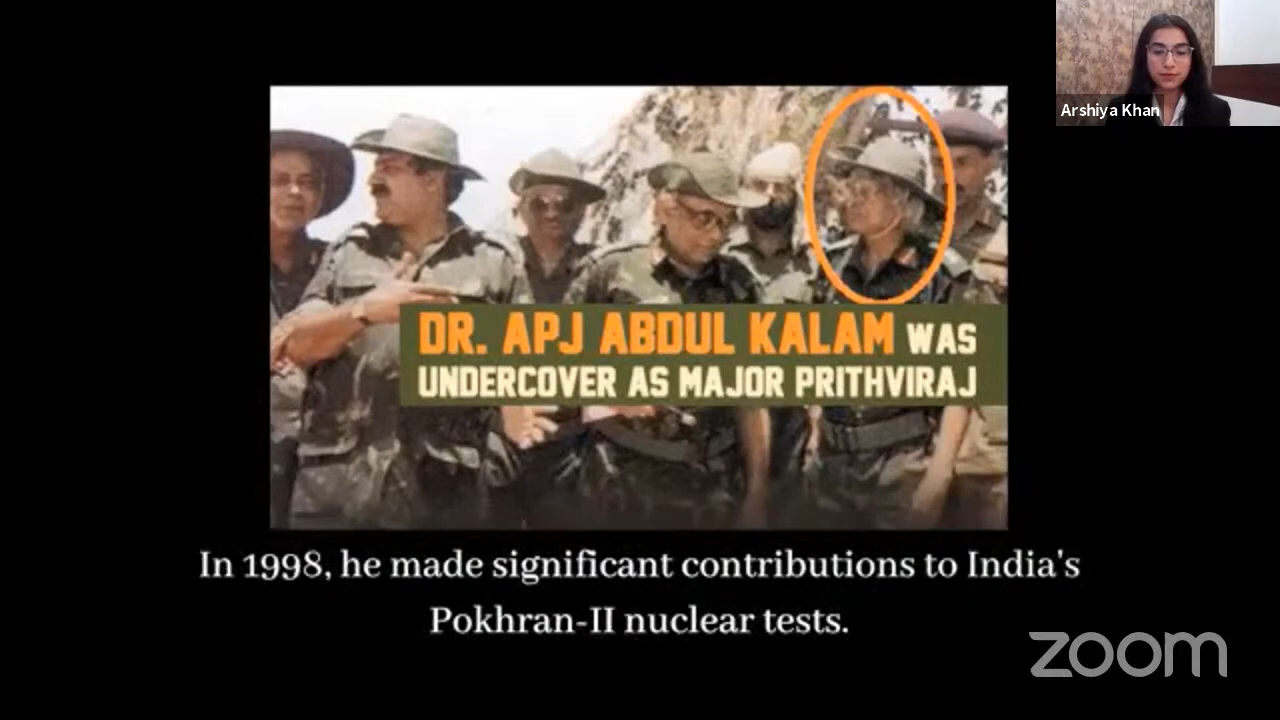 Arshiya Khan
DR. APJ ABDUL KALAM WAS
UNDERCOVER AS MAJOR PRITHVIRAJ
In 1998, he made significant contributions to India's
Pokhran-II nuclear tests.
zoom